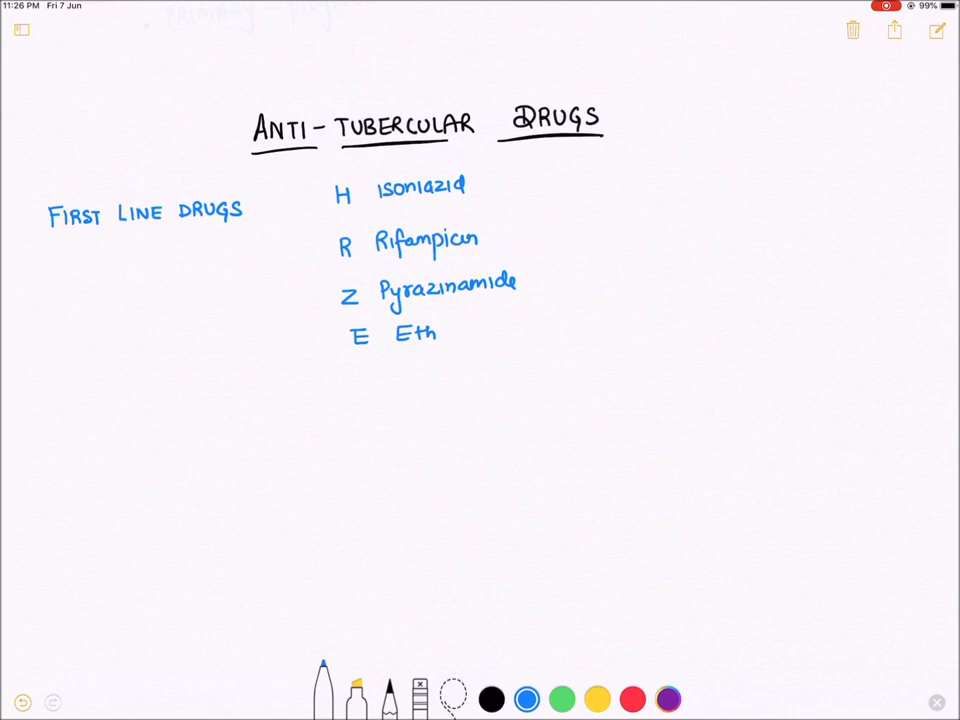 11:26 PM Fri 7 Jun
99%
ANTI-TUBERCULAR DRUGS
FIRST LINE DRUGS
H Isoniazid
R Rifampicin
Z Pyrazinamide
E Eth